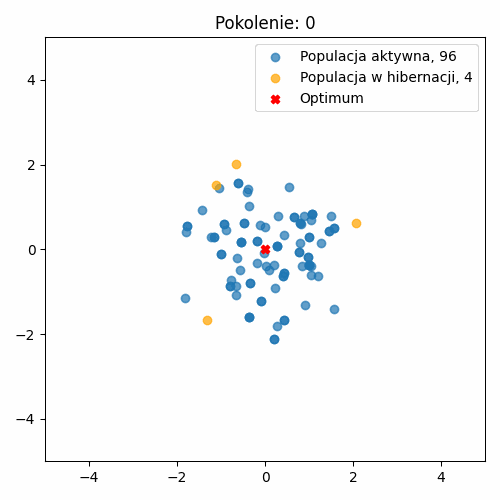 Pokolenie: 0
Populacja aktywna, 96
Populacja w hibernacji, 4
Optimum
4
2
0
−2
−4
−4 −2 0 2 4